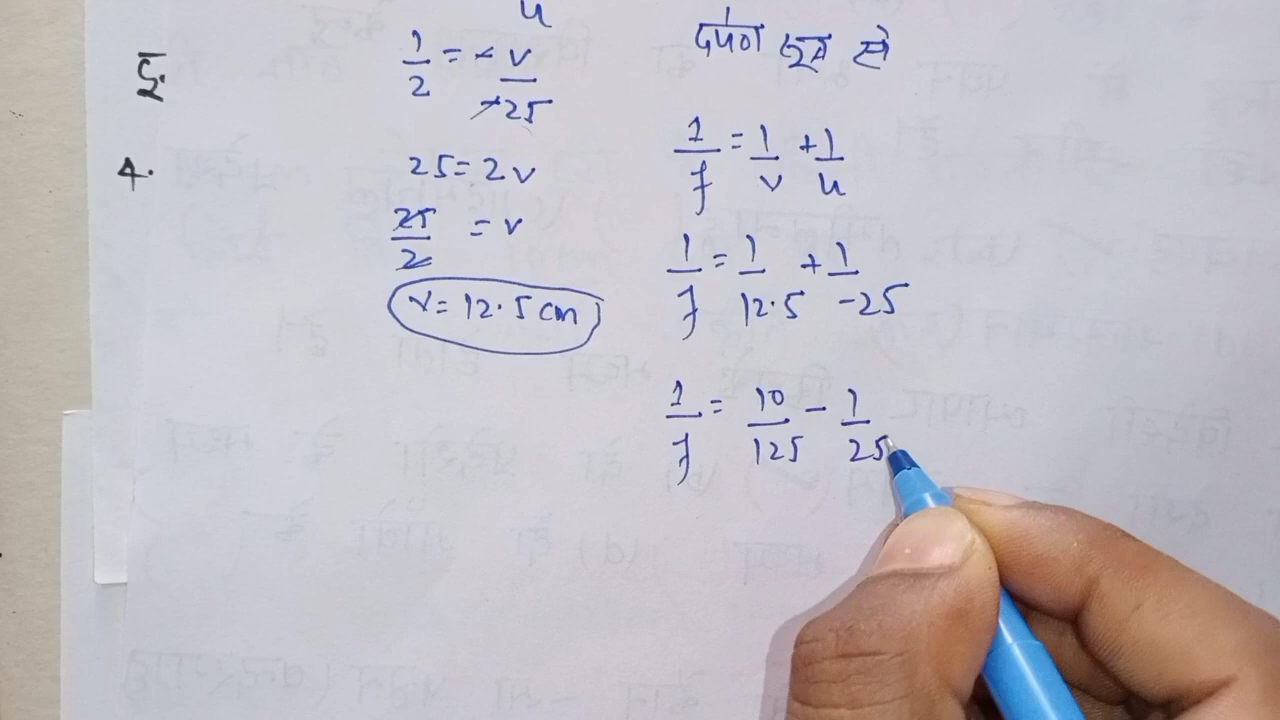 u
1/2 = -v/-25
25 = 2v
25/2 = v
v = 12.5 cm
ई.
4.
दर्पण सूत्र से
1/f = 1/v + 1/u
1/f = 1/12.5 + 1/-25
1/f = 10/125 - 1/25